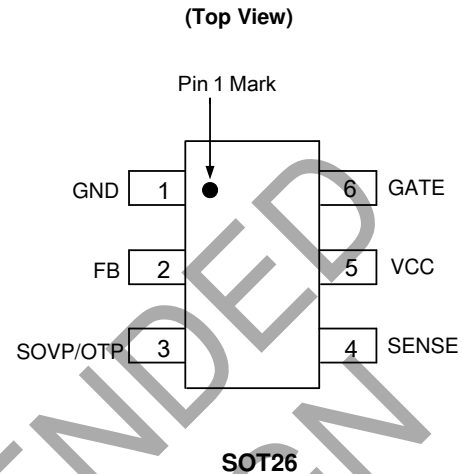 (Top View)
Pin 1 Mark
GND 1 6 GATE
FB 2 5 VCC
SOVP/OTP 3 4 SENSE
SOT26